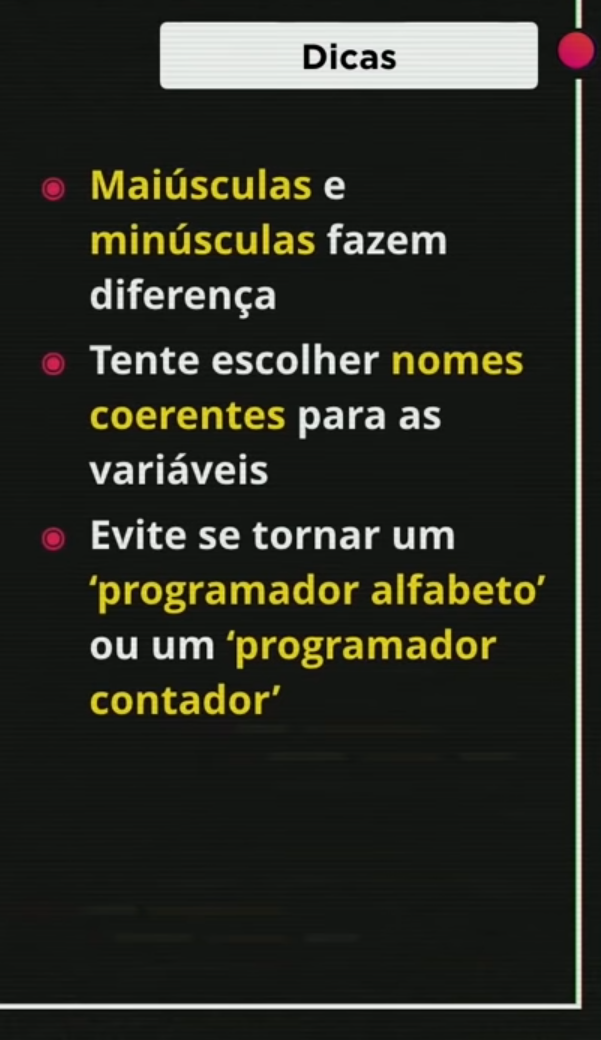 Dicas
Maiúsculas e
minúsculas fazem
diferença
Tente escolher nomes
coerentes para as
variáveis
Evite se tornar um
‘programador alfabeto’
ou um ‘programador
contador’